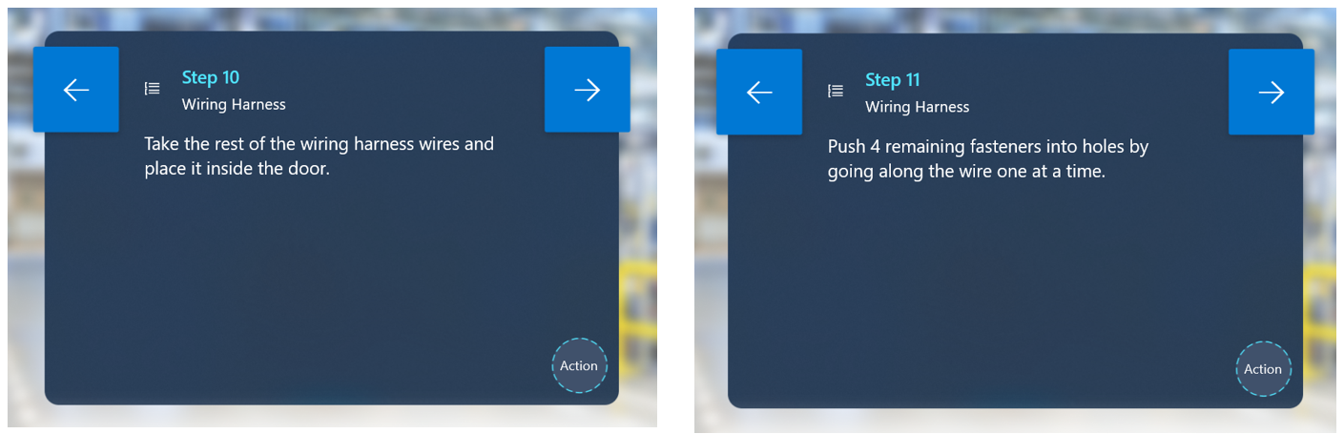 Step 10
Wiring Harness
Take the rest of the wiring harness wires and
place it inside the door.
Action
Step 11
Wiring Harness
Push 4 remaining fasteners into holes by
going along the wire one at a time.
Action